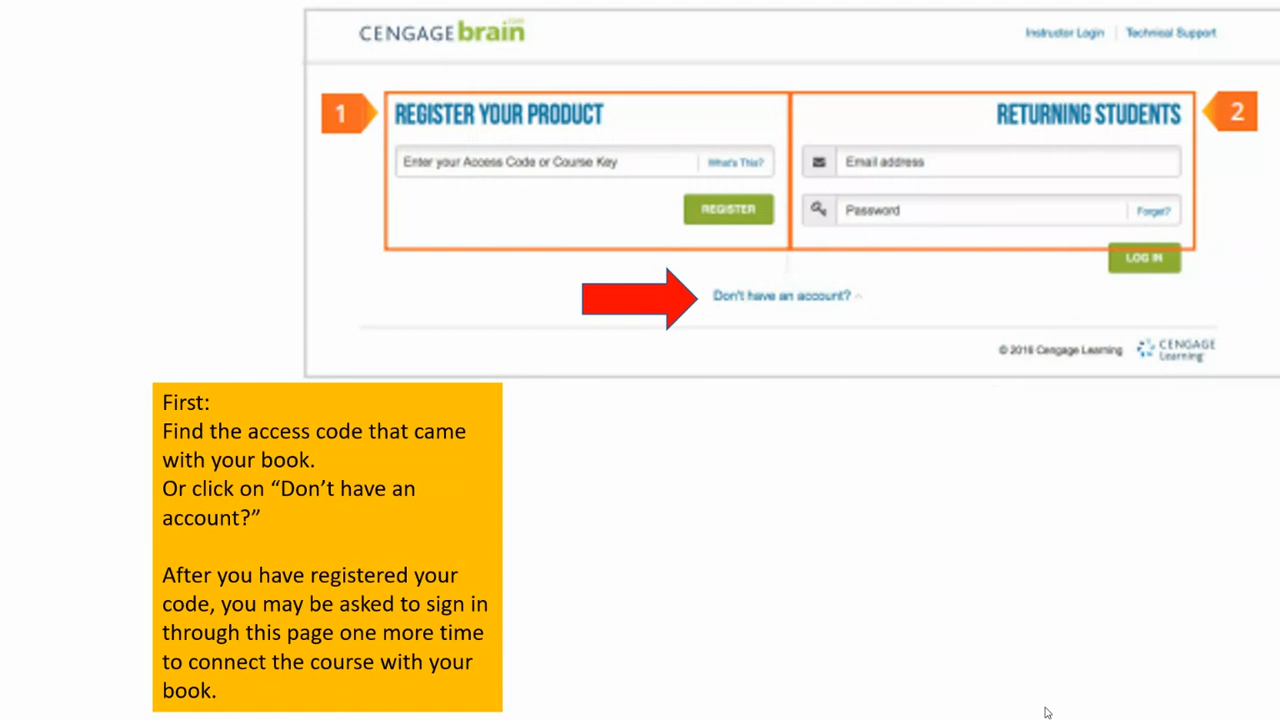 CENGAGEbrain.com
Instructor Login | Technical Support
1
REGISTER YOUR PRODUCT
Enter your Access Code or Course Key
What's This?
REGISTER
RETURNING STUDENTS
2
Email address
Password
Forgot?
LOG IN
Don't have an account?
© 2016 Cengage Learning
CENGAGE
Learning
First:
Find the access code that came
with your book.
Or click on “Don’t have an
account?”
After you have registered your
code, you may be asked to sign in
through this page one more time
to connect the course with your
book.